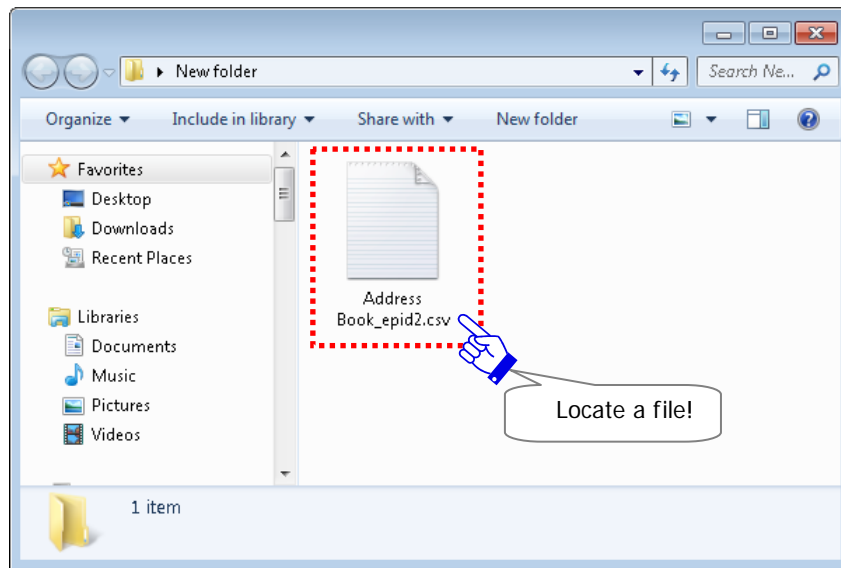 New folder
Search Ne...
Organize
Include in library
Share with
New folder
Favorites
Desktop
Downloads
Recent Places
Libraries
Documents
Music
Pictures
Videos
Address
Book_epid2.csv
Locate a file!
1 item